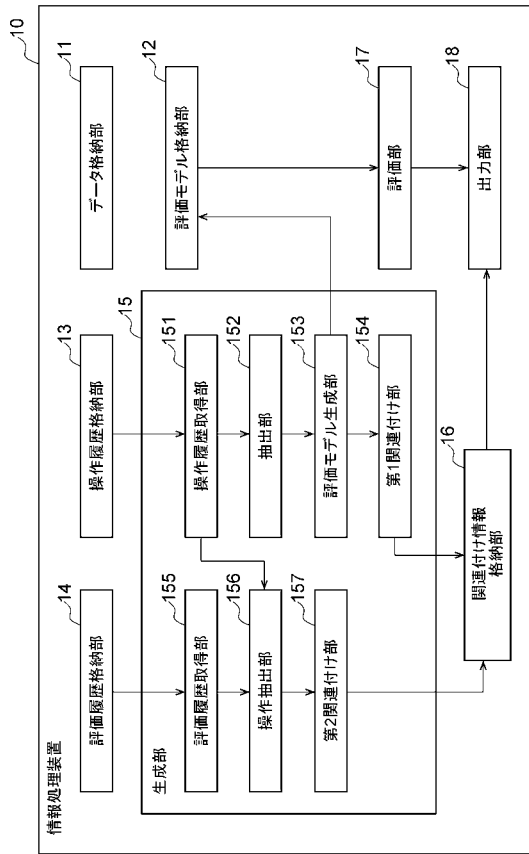 情報処理装置
10
評価履歴格納部
14
操作履歴格納部
13
データ格納部
11
生成部
15
評価モデル格納部
12
評価履歴取得部
155
操作履歴取得部
151
操作抽出部
156
抽出部
152
第2関連付け部
157
評価モデル生成部
153
評価部
17
第1関連付け部
154
関連付け情報
格納部
16
出力部
18